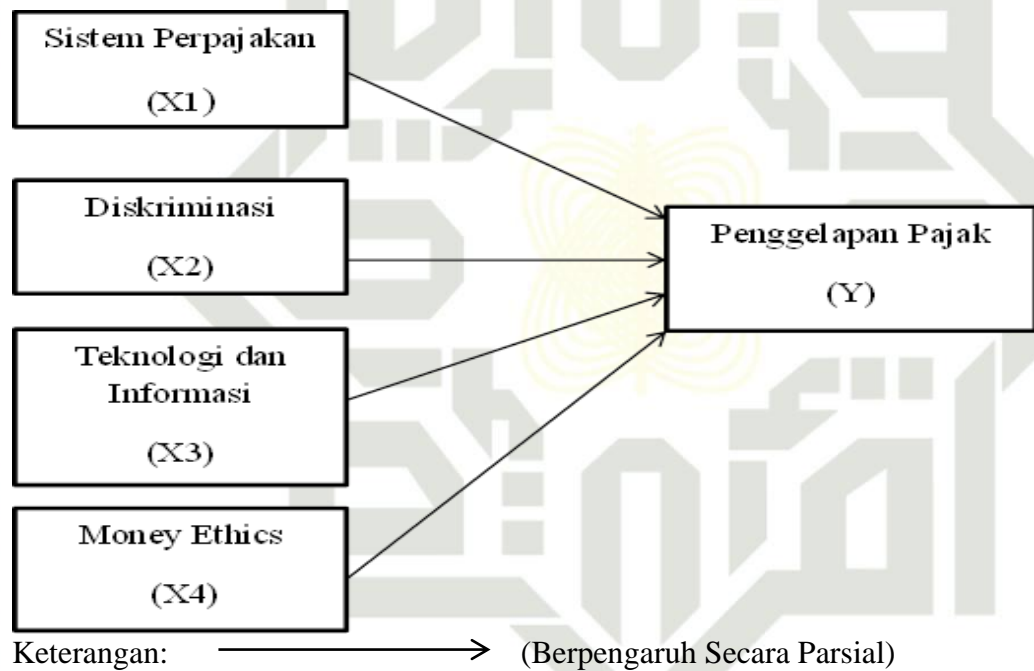 Sistem Perpajakan
(X1)
Diskriminasi
(X2)
Teknologi dan
Informasi
(X3)
Money Ethics
(X4)
Penggelapan Pajak
(Y)
Keterangan: (Berpengaruh Secara Parsial)